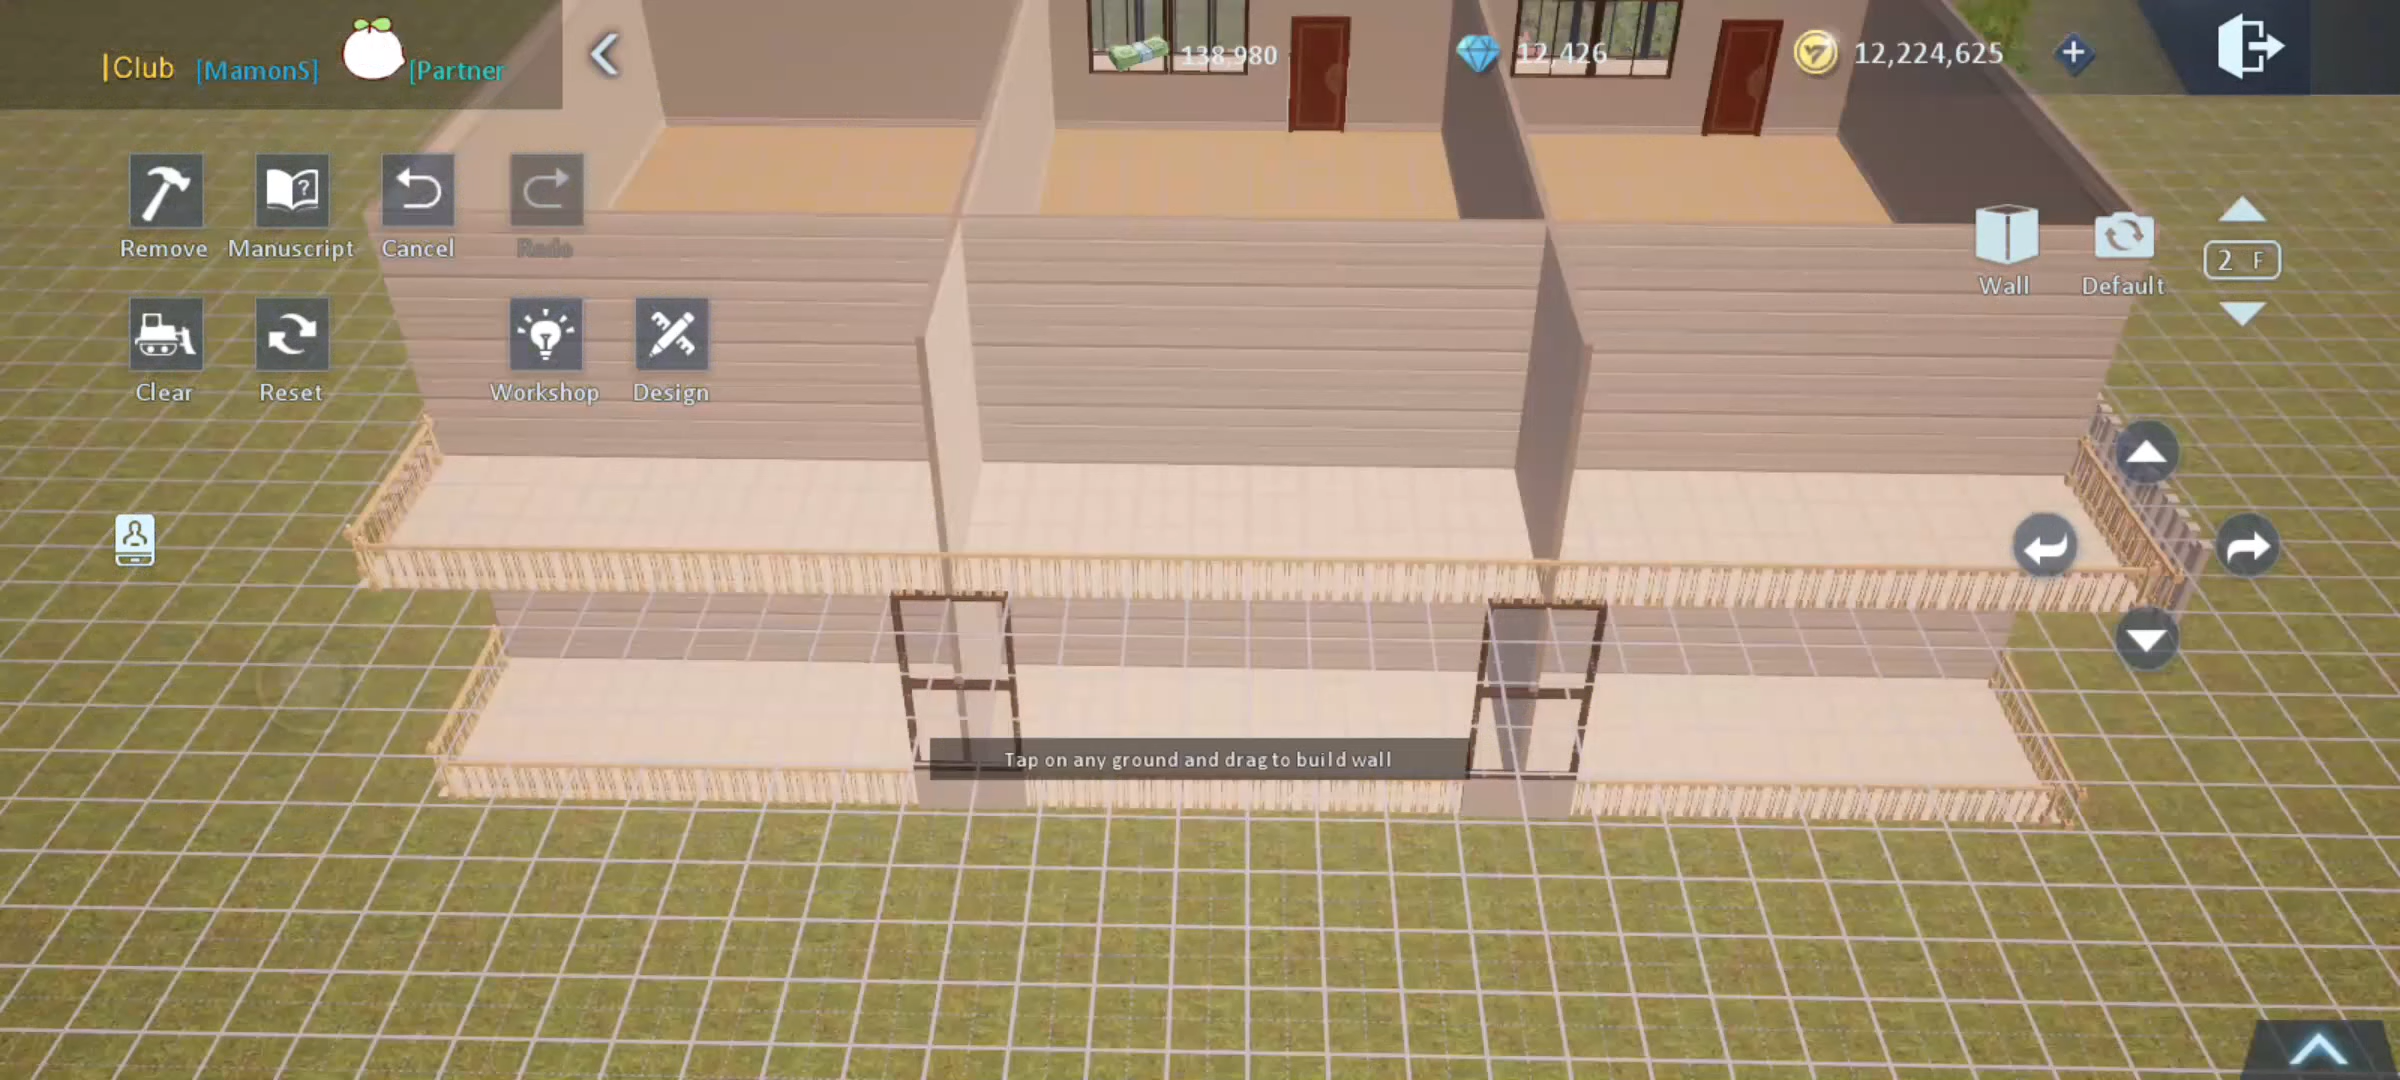 |Club [MamonS] [Partner
138,980
12,426
12,224,625
Remove
Manuscript
Cancel
Redo
Clear
Reset
Workshop
Design
Wall
Default
2 F
Tap on any ground and drag to build wall